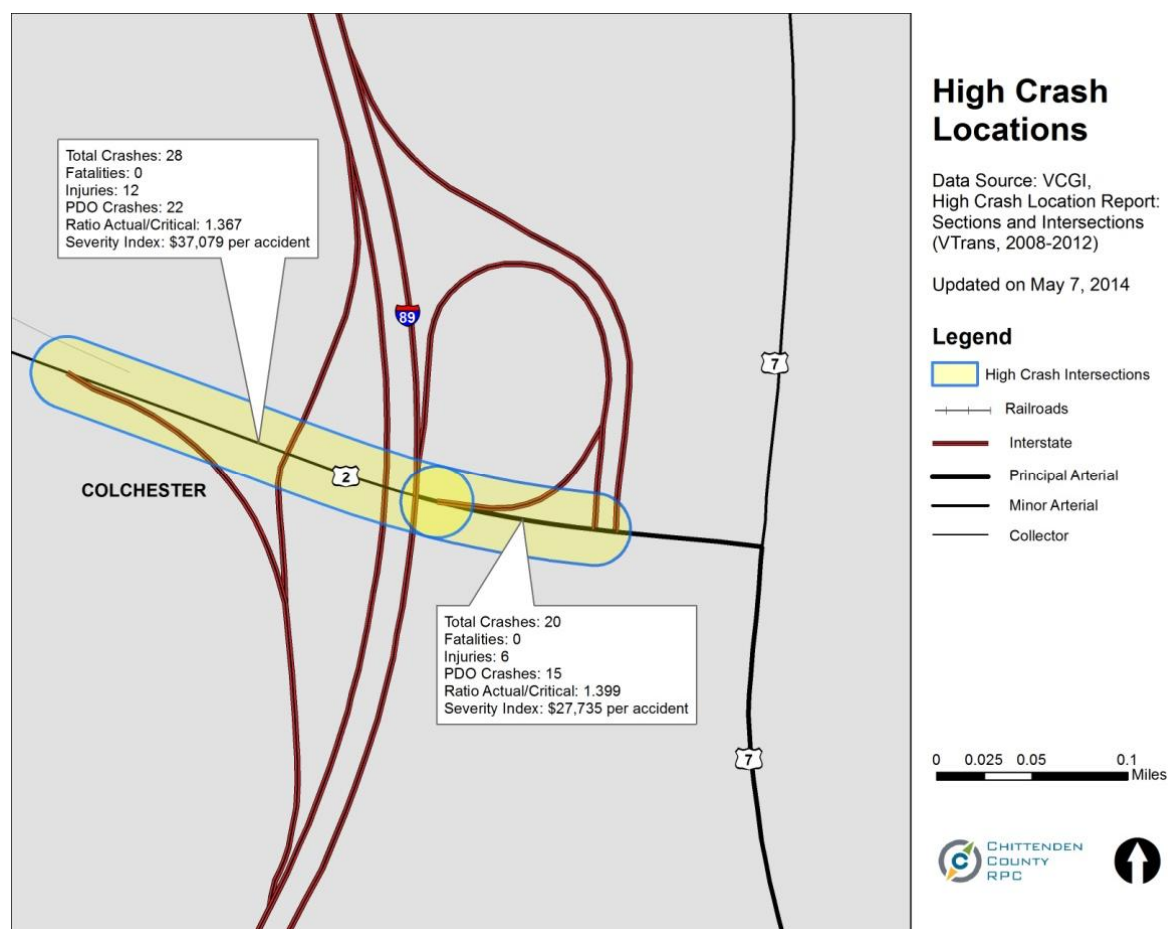 Total Crashes: 28
Fatalities: 0
Injuries: 12
PDO Crashes: 22
Ratio Actual/Critical: 1.367
Severity Index: $37,079 per accident
89
7
2
COLCHESTER
Total Crashes: 20
Fatalities: 0
Injuries: 6
PDO Crashes: 15
Ratio Actual/Critical: 1.399
Severity Index: $27,735 per accident
7
High Crash
Locations
Data Source: VCGI,
High Crash Location Report:
Sections and Intersections
(VTrans, 2008-2012)
Updated on May 7, 2014
Legend
High Crash Intersections
Railroads
Interstate
Principal Arterial
Minor Arterial
Collector
0 0.025 0.05 0.1
Miles
C
CHITTENDEN
COUNTY
RPC